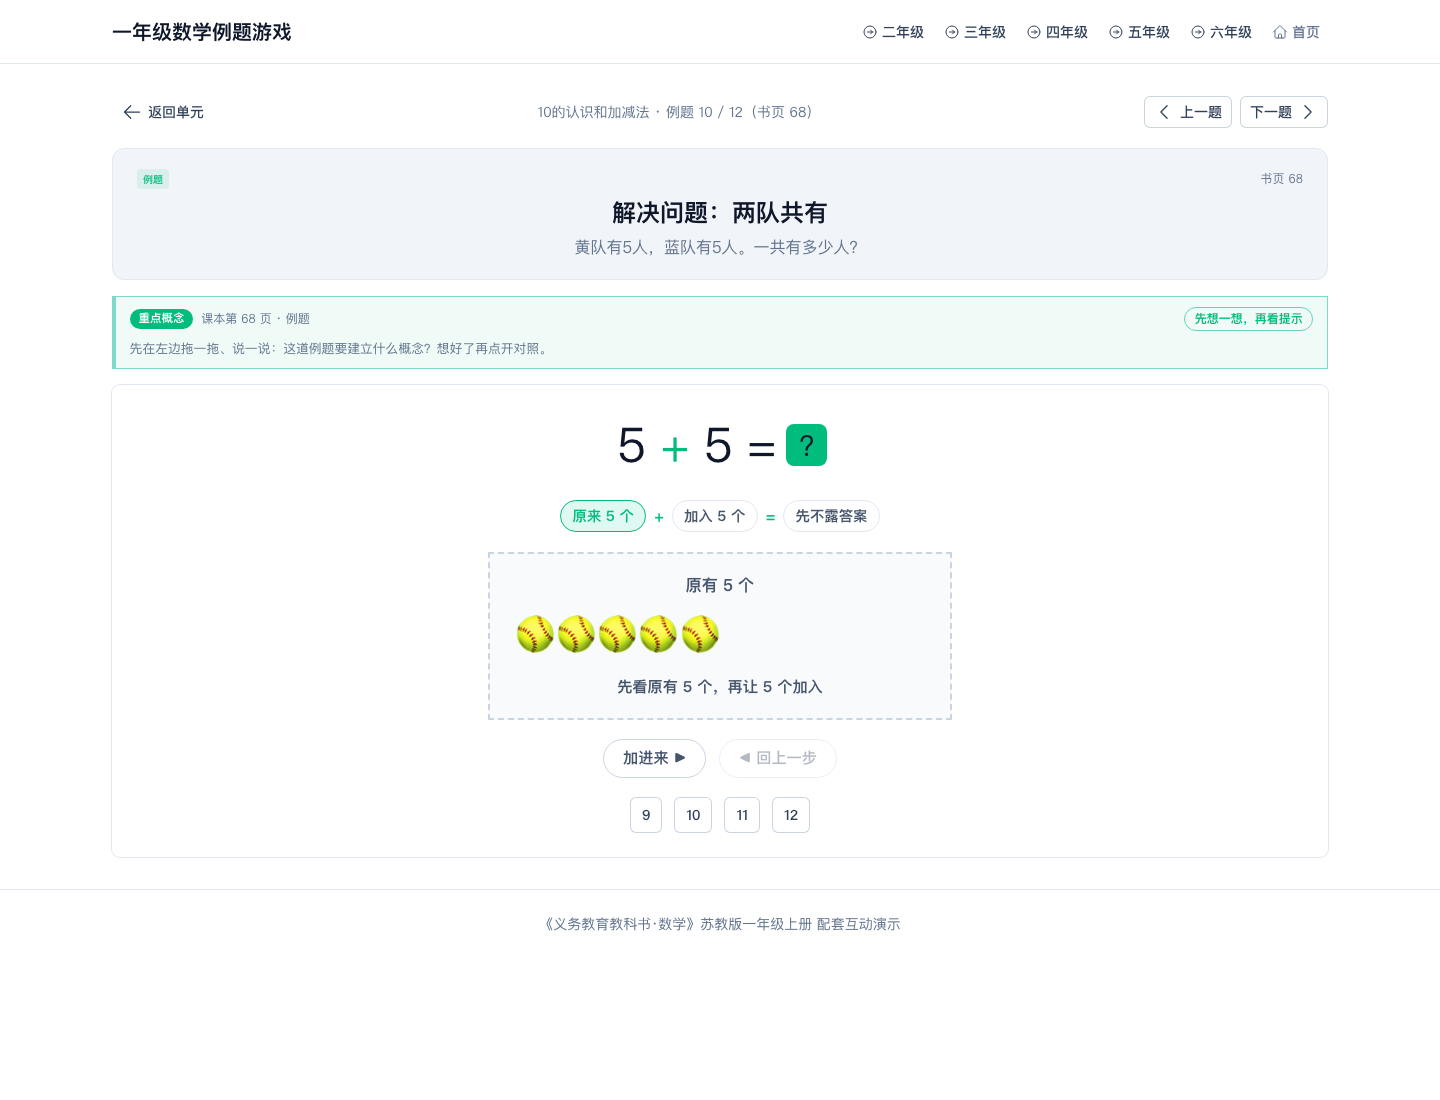 一年级数学例题游戏
二年级 三年级 四年级 五年级 六年级 首页
返回单元
10的认识和加减法 · 例题 10 / 12（书页 68）
上一题 下一题
例题
书页 68
解决问题：两队共有
黄队有5人，蓝队有5人。一共有多少人？
重点概念 课本第 68 页 · 例题
先想一想，再看提示
先在左边拖一拖、说一说：这道例题要建立什么概念？想好了再点开对照。
5 + 5 = ?
原来 5 个 + 加入 5 个 = 先不露答案
原有 5 个
先看原有 5 个，再让 5 个加入
加进来 ▶ ◀ 回上一步
9 10 11 12
《义务教育教科书·数学》苏教版一年级上册 配套互动演示